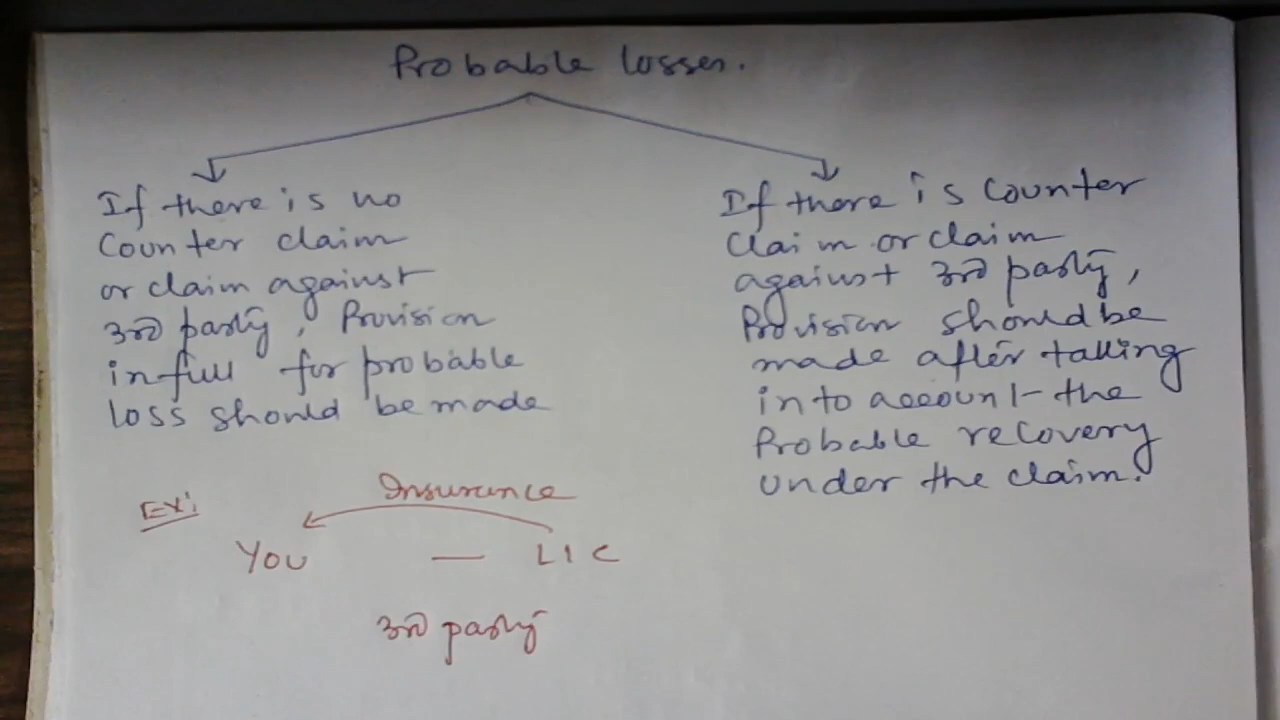 Probable losses.
If there is no
Counter claim
or claim against
3rd party, Provision
in full for probable
loss should be made
If there is Counter
Claim or claim
against 3rd party,
Provision should be
made after talking
into account the
Probable recovery
under the claim.
Ex:
Insurance
You — LIC
3rd party